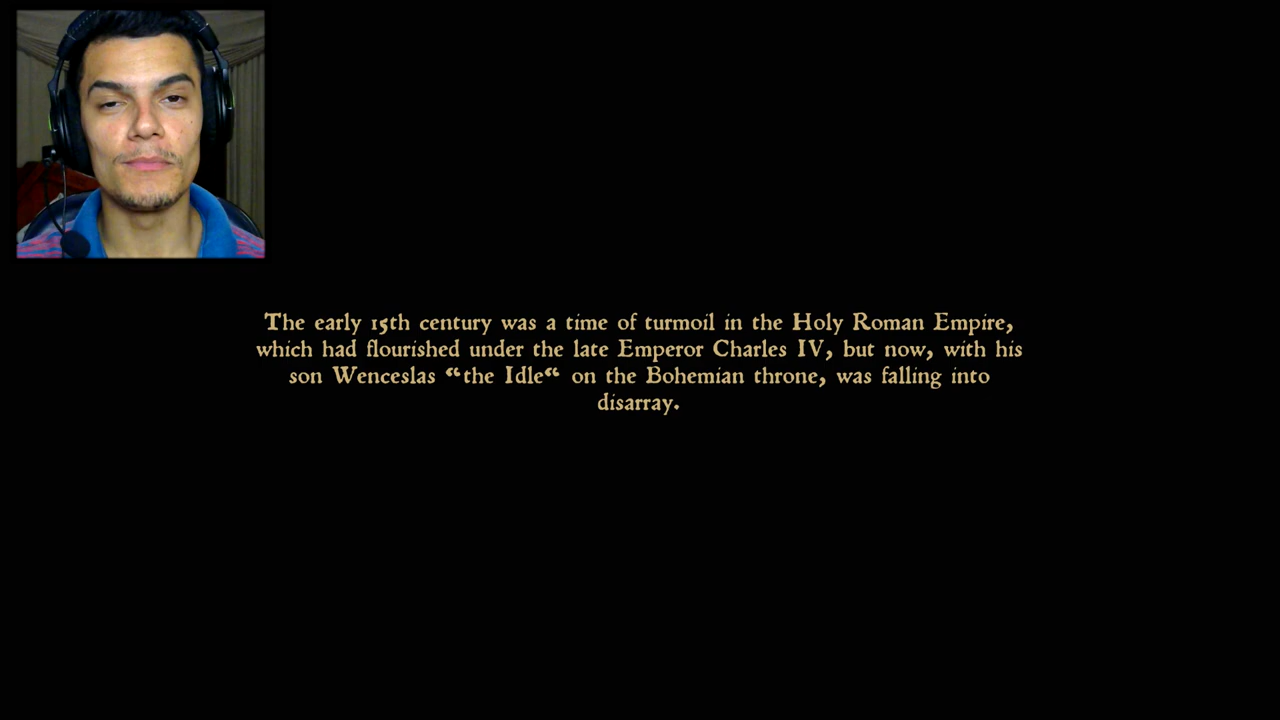 The early 15th century was a time of turmoil in the Holy Roman Empire,
which had flourished under the late Emperor Charles IV, but now, with his
son Wenceslas “the Idle“ on the Bohemian throne, was falling into
disarray.